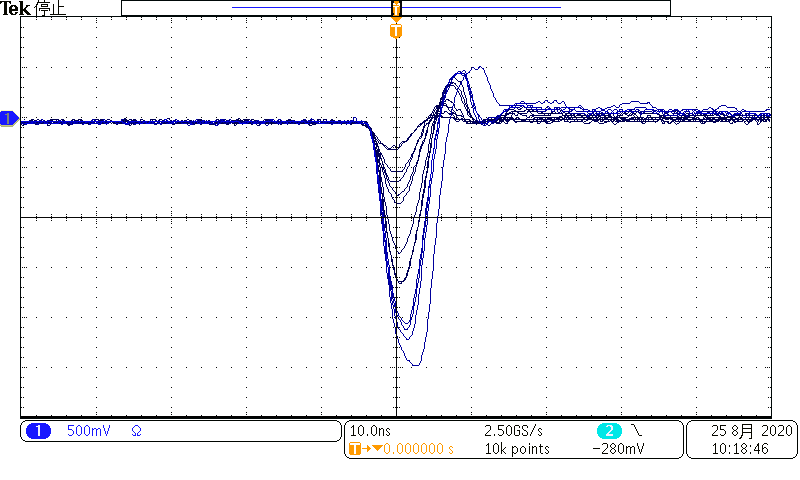 Tek 停止
T
T
1
1 500mV Ω
10.0ns 2.50GS/s 2
T→▼0.000000 s 10k points −280mV
25 8月 2020
10:18:46